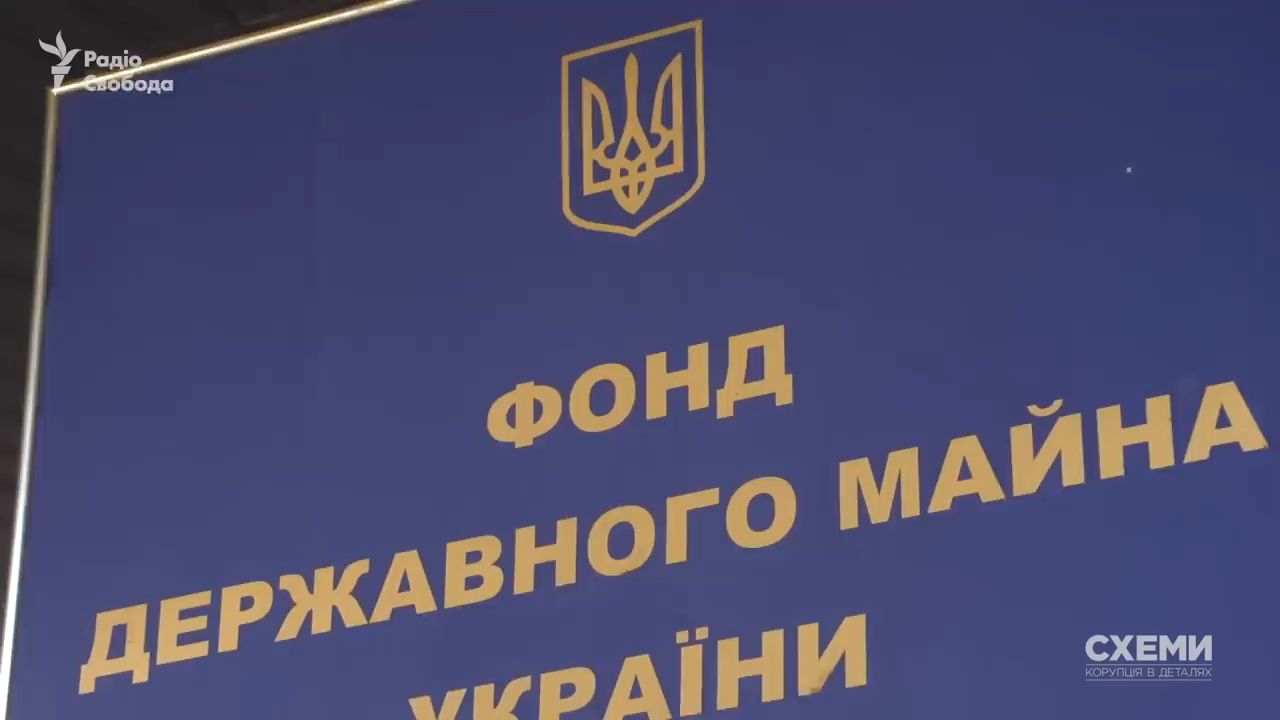 Радіо
Свобода
ФОНД
ДЕРЖАВНОГО МАЙНА
УКРАЇНИ
СХЕМИ
КОРУПЦІЯ В ДЕТАЛЯХ